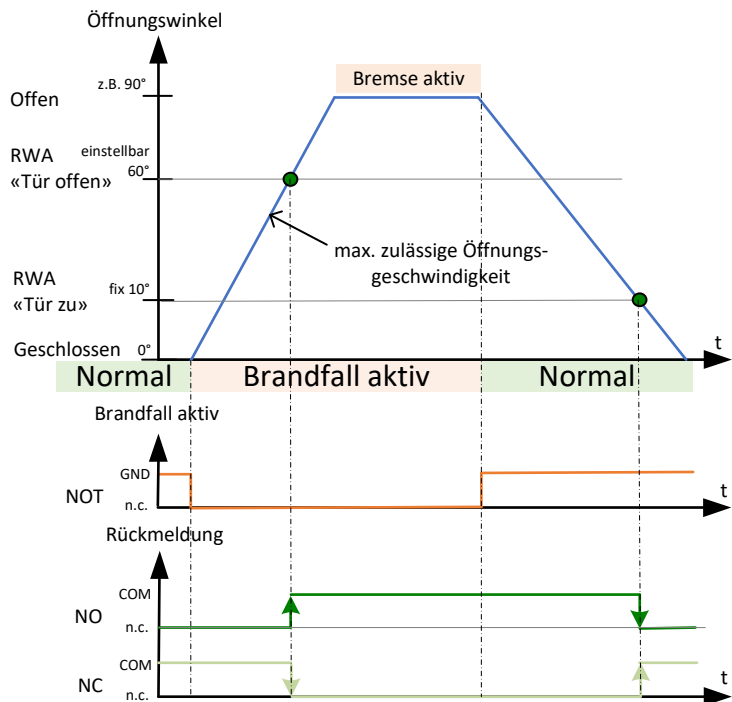 Öffnungswinkel
z.B. 90°
Bremse aktiv
Offen
RWA
einstellbar
«Tür offen»
60°
max. zulässige Öffnungs-
geschwindigkeit
RWA
«Tür zu»
fix 10°
Geschlossen
0°
t
Normal
Brandfall aktiv
Normal
Brandfall aktiv
GND
NOT
n.c.
t
Rückmeldung
COM
NO
n.c.
COM
NC
n.c.
t